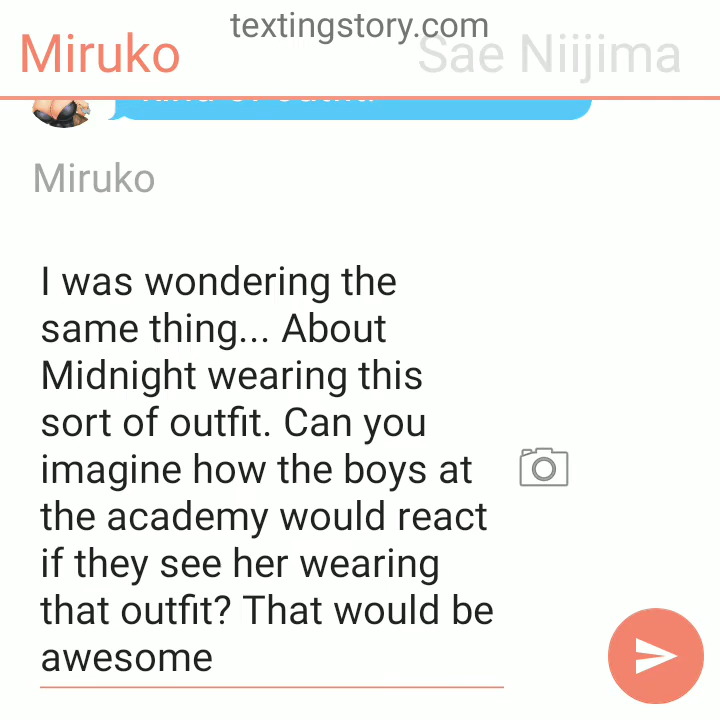 textingstory.com
Miruko Sae Niijima
Miruko
I was wondering the
same thing... About
Midnight wearing this
sort of outfit. Can you
imagine how the boys at
the academy would react
if they see her wearing
that outfit? That would be
awesome